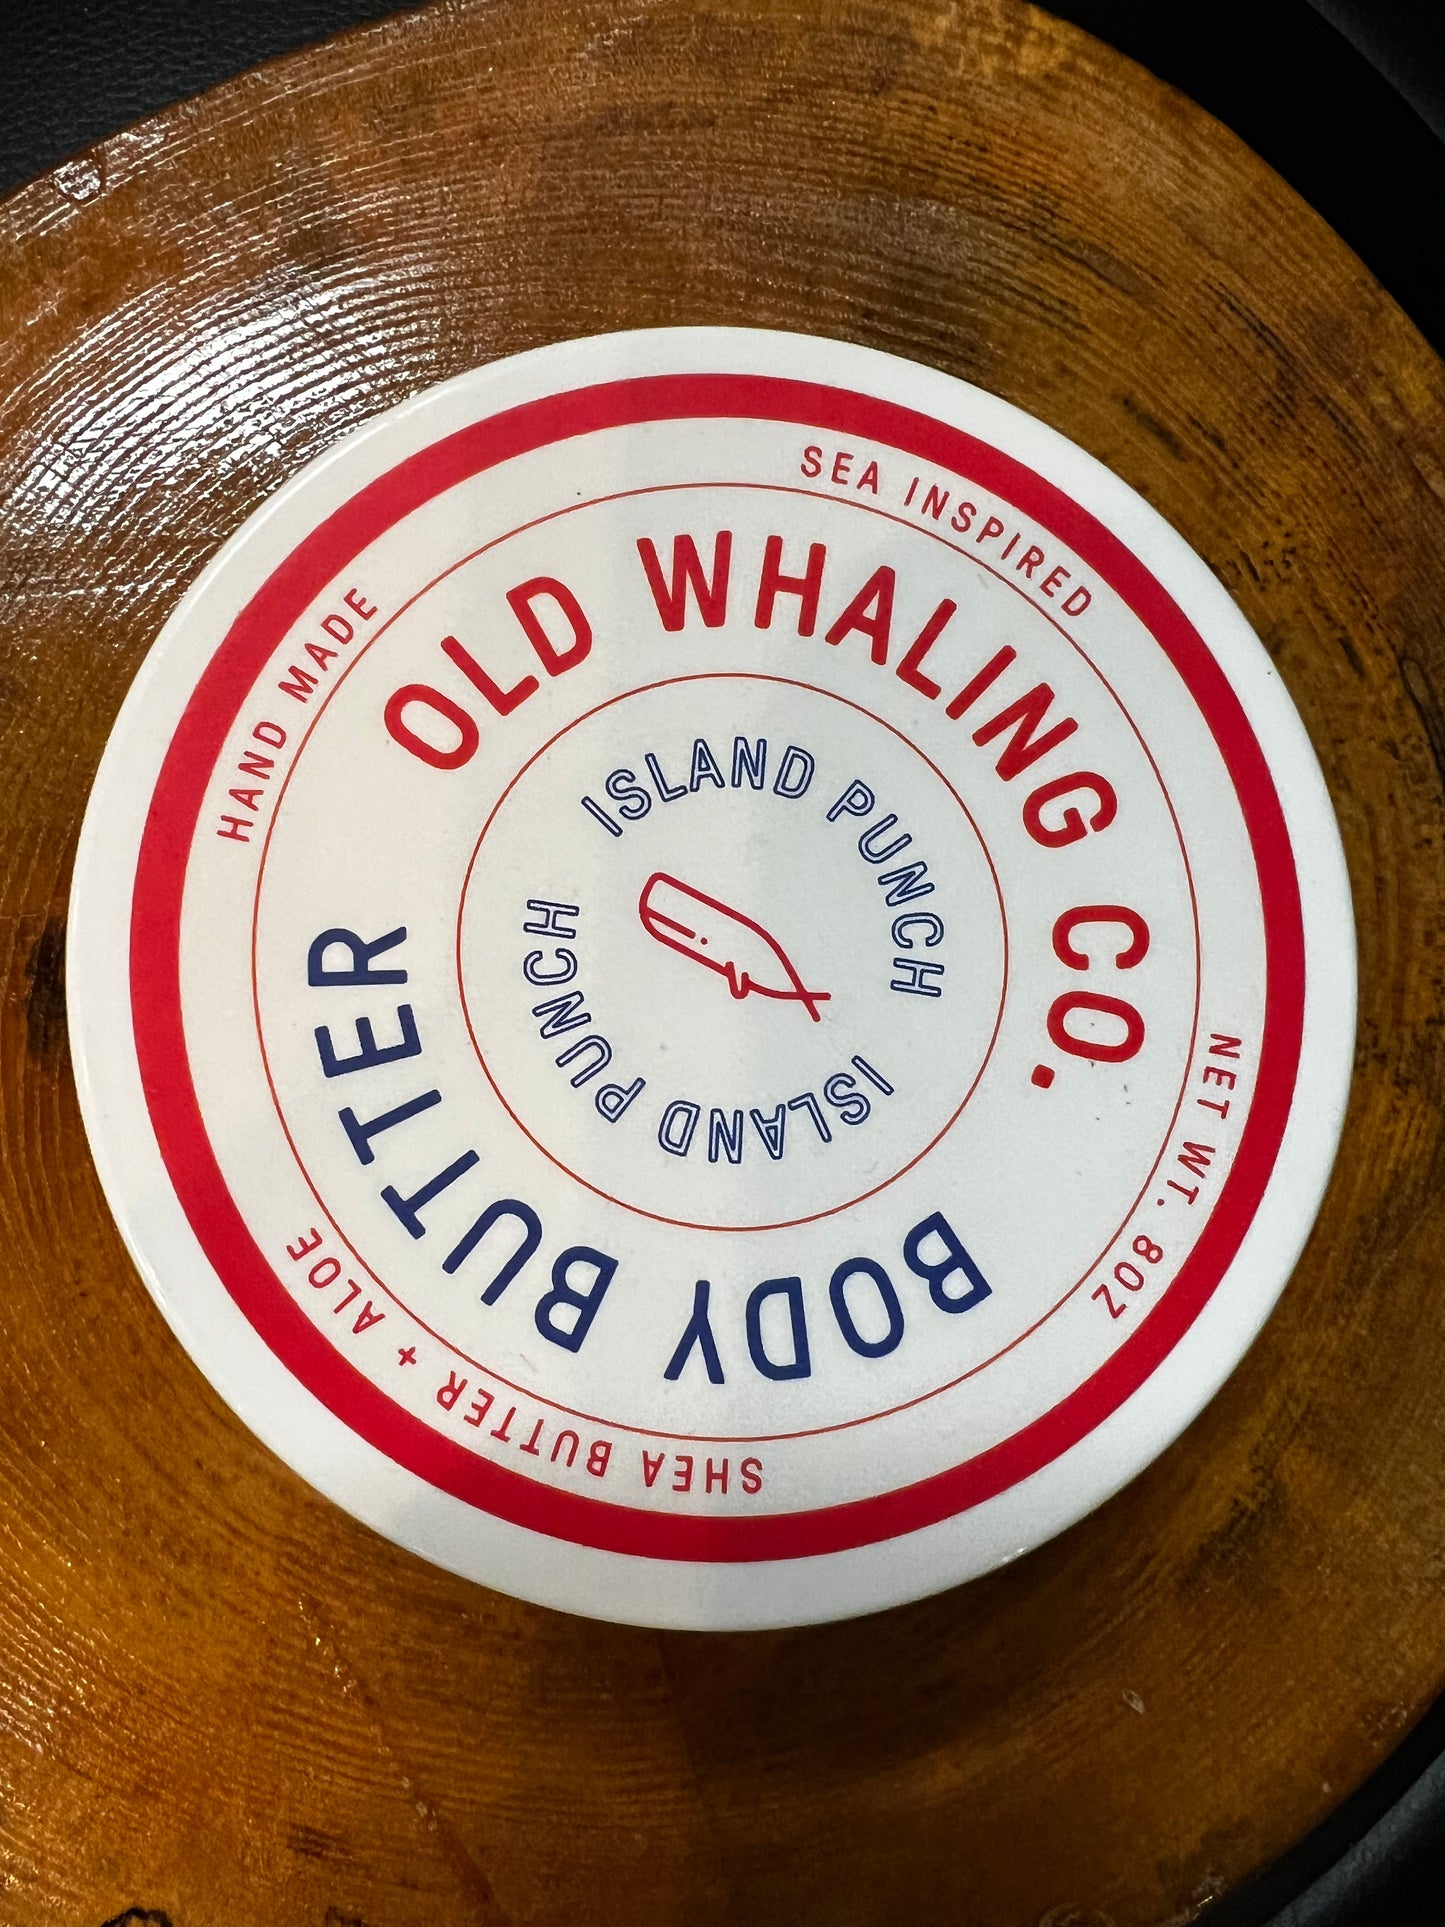 HAND MADE
SEA INSPIRED
NET WT. 8OZ
SHEA BUTTER + ALOE
OLD WHALING CO.
BODY BUTTER
ISLAND PUNCH
ISLAND PUNCH